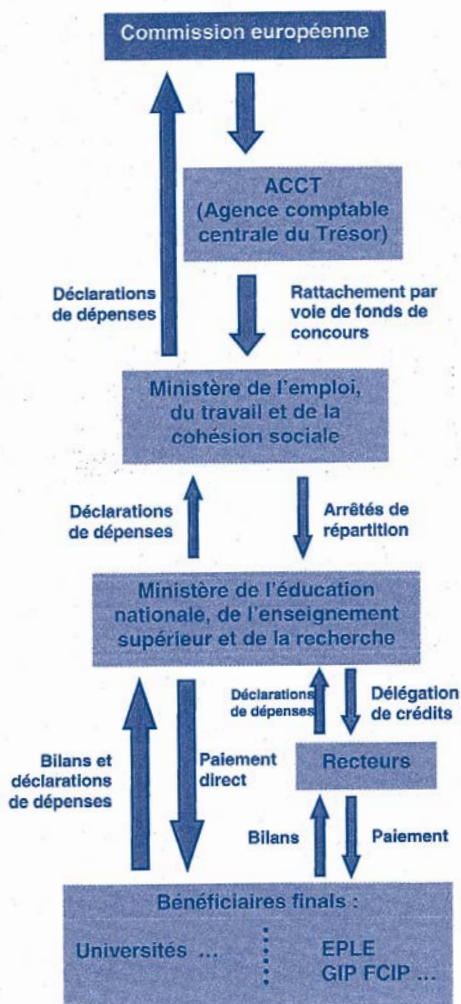 Commission européenne
ACCT
(Agence comptable
centrale du Trésor)
Déclarations
de dépenses
Rattachement par
voie de fonds de
concours
Ministère de l'emploi,
du travail et de la
cohésion sociale
Déclarations
de dépenses
Arrêtés de
répartition
Ministère de l'éducation
nationale, de l'enseignement
supérieur et de la recherche
Bilans et
déclarations
de dépenses
Paiement
direct
Déclarations
de dépenses
Délégation
de crédits
Recteurs
Bilans
Paiement
Bénéficiaires finals :
Universités ...
EPLE
GIP FCIP ...